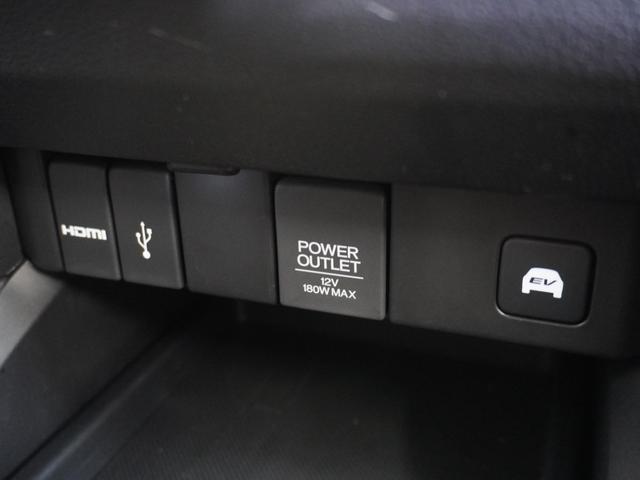 HDMI
POWER
OUTLET
12V
180W MAX
EV